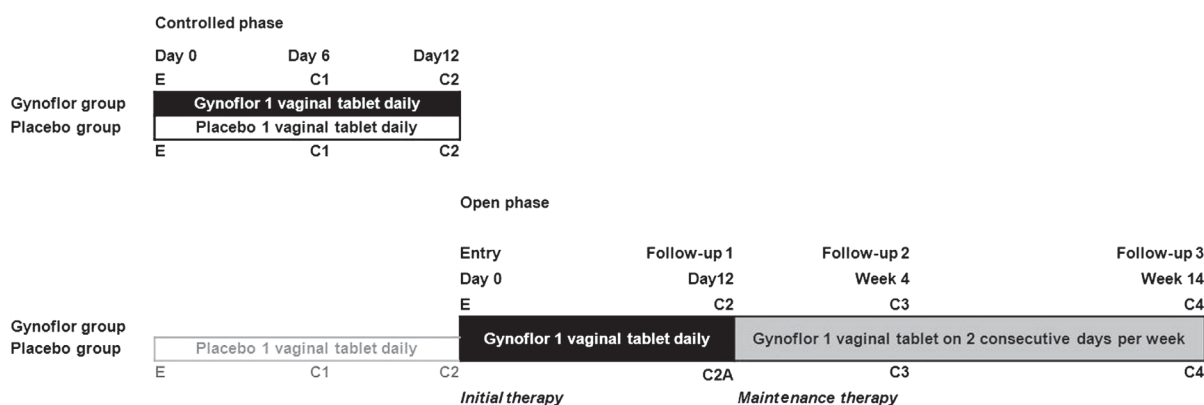 Controlled phase
Day 0 Day 6 Day12
E C1 C2
Gynoflor group Gynoflor 1 vaginal tablet daily
Placebo group Placebo 1 vaginal tablet daily
E C1 C2
Open phase
Entry Follow-up 1 Follow-up 2 Follow-up 3
Day 0 Day12 Week 4 Week 14
E C2 C3 C4
Gynoflor group
Gynoflor 1 vaginal tablet daily Gynoflor 1 vaginal tablet on 2 consecutive days per week
Placebo group Placebo 1 vaginal tablet daily
E C1 C2 C2A C3 C4
Initial therapy Maintenance therapy